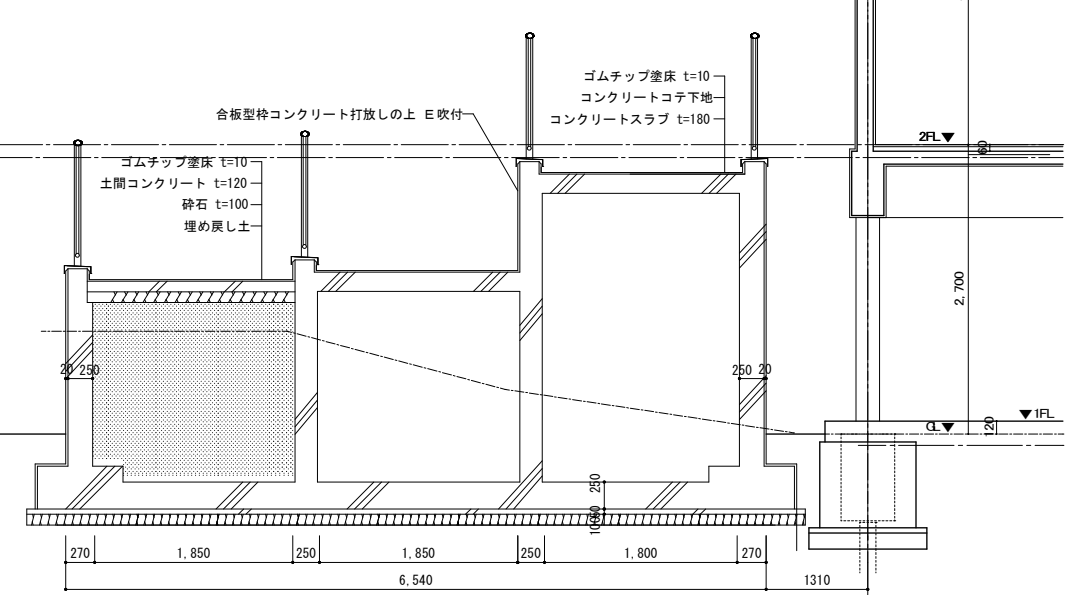 ゴムチップ塗床 t=10
コンクリートコテ下地
コンクリートスラブ t=180
合板型枠コンクリート打放しの上 E吹付
ゴムチップ塗床 t=10
土間コンクリート t=120
砕石 t=100
埋め戻し土
2FL
60
2,700
20 250
250 20
1FL
GL
120
250
60
100
270 1,850 250 1,850 250 1,800 270
6,540 1310